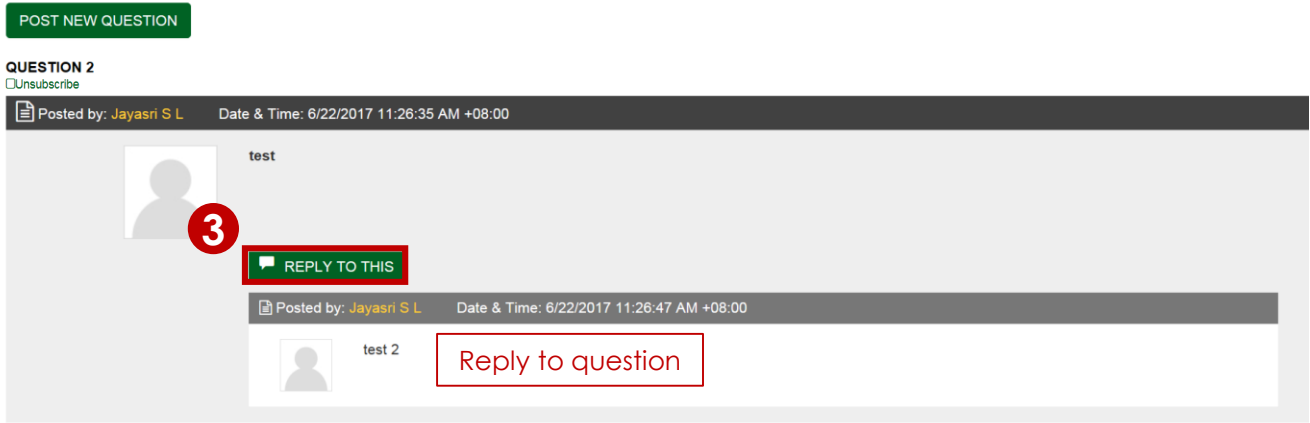 POST NEW QUESTION
QUESTION 2
Unsubscribe
Posted by: Jayasri S L Date & Time: 6/22/2017 11:26:35 AM +08:00
test
3
REPLY TO THIS
Posted by: Jayasri S L Date & Time: 6/22/2017 11:26:47 AM +08:00
test 2
Reply to question